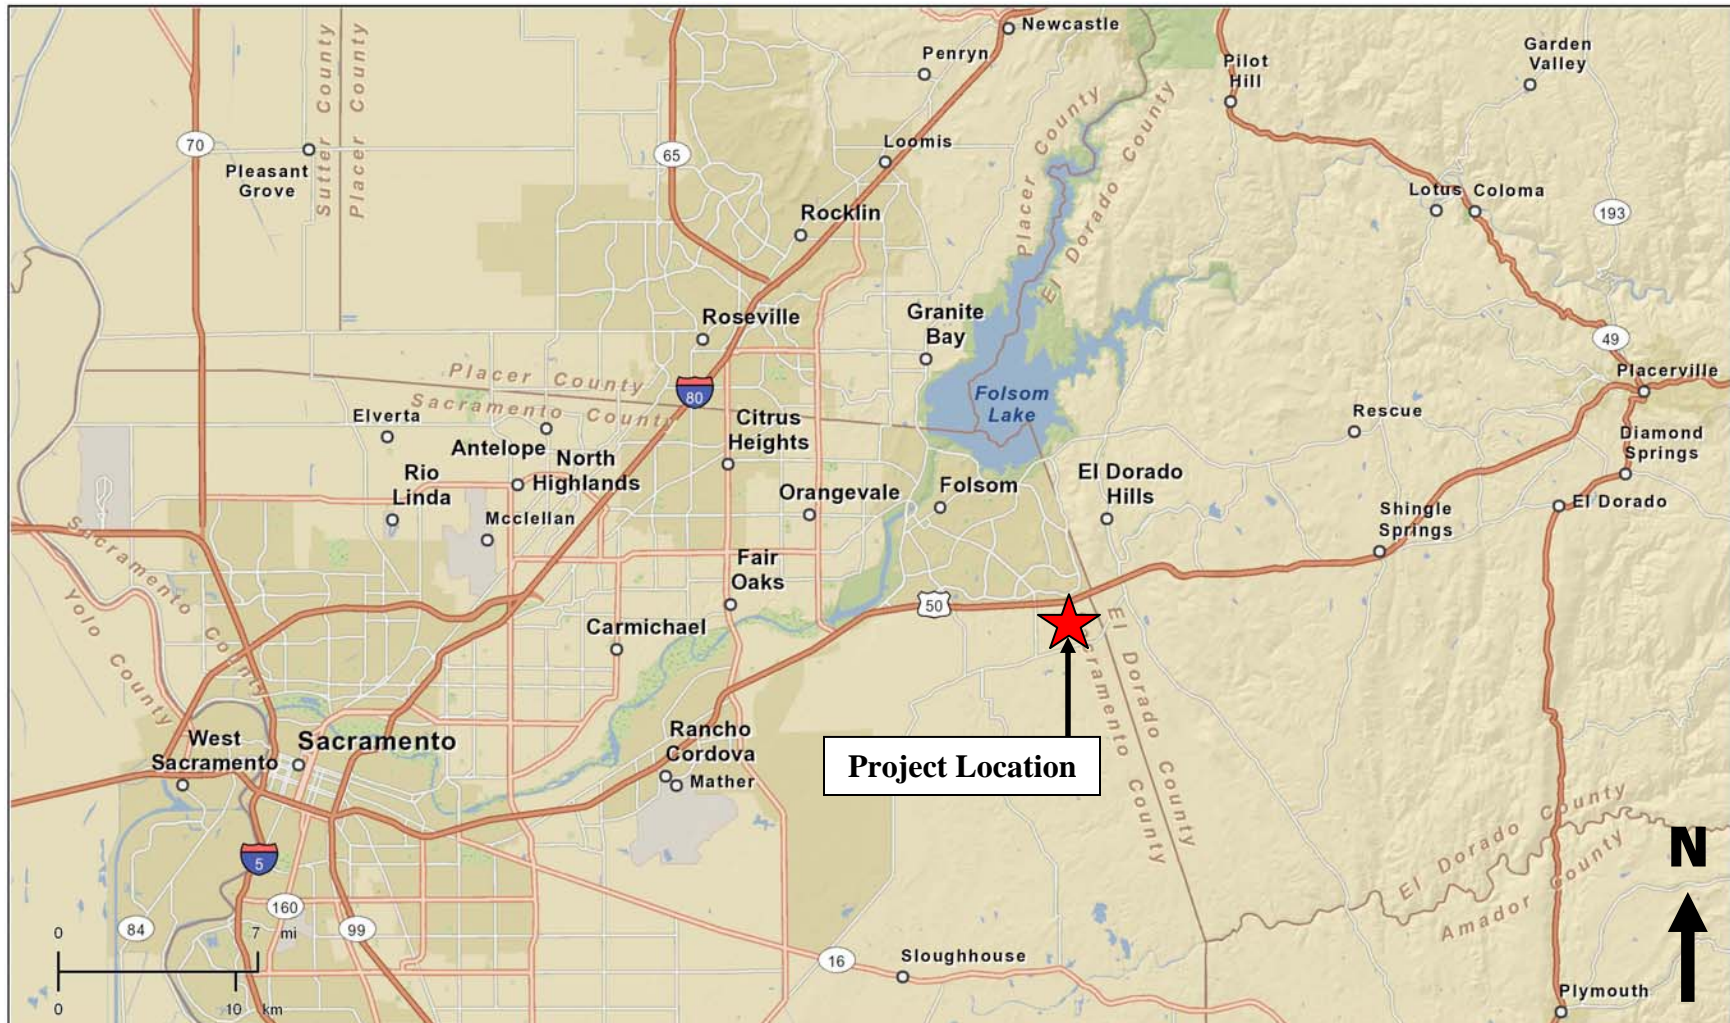 Newcastle
Penryn
Garden
Valley
Pilot
Hill
Sutter County
Placer County
Placer County
El Dorado County
70
65
Loomis
Pleasant
Grove
Lotus
Coloma
193
Rocklin
Roseville
Granite
Bay
49
Placerville
Placer County
Sacramento County
80
Folsom
Lake
Elverta
Citrus
Heights
Rescue
Antelope
North
Highlands
Diamond
Springs
Rio
Linda
Orangevale
Folsom
El Dorado
Hills
El Dorado
Mcclellan
Shingle
Springs
Sacramento County
Yolo County
Fair
Oaks
50
Carmichael
El Dorado County
Sacramento County
West
Sacramento
Sacramento
Rancho
Cordova
Mather
Project Location
El Dorado County
Amador County
N
5
160
84
99
0 7 mi
0 10 km
16
Sloughhouse
Plymouth